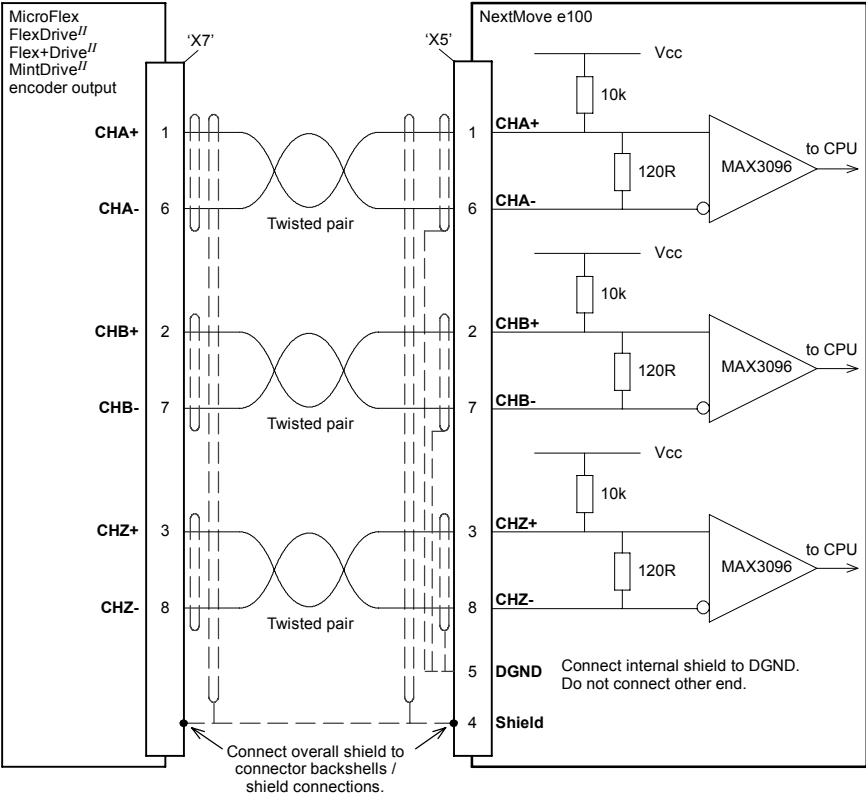 MicroFlex
FlexDrive II
Flex+Drive II
MintDrive II
encoder output
'X7'
'X5'
NextMove e100
Vcc
10k
CHA+
1
1
CHA+
120R
MAX3096
to CPU
CHA-
6
6
CHA-
Twisted pair
Vcc
10k
CHB+
2
2
CHB+
120R
MAX3096
to CPU
CHB-
7
7
CHB-
Twisted pair
Vcc
10k
CHZ+
3
3
CHZ+
120R
MAX3096
to CPU
CHZ-
8
8
CHZ-
Twisted pair
5
DGND
Connect internal shield to DGND.
Do not connect other end.
4
Shield
Connect overall shield to
connector backshells /
shield connections.